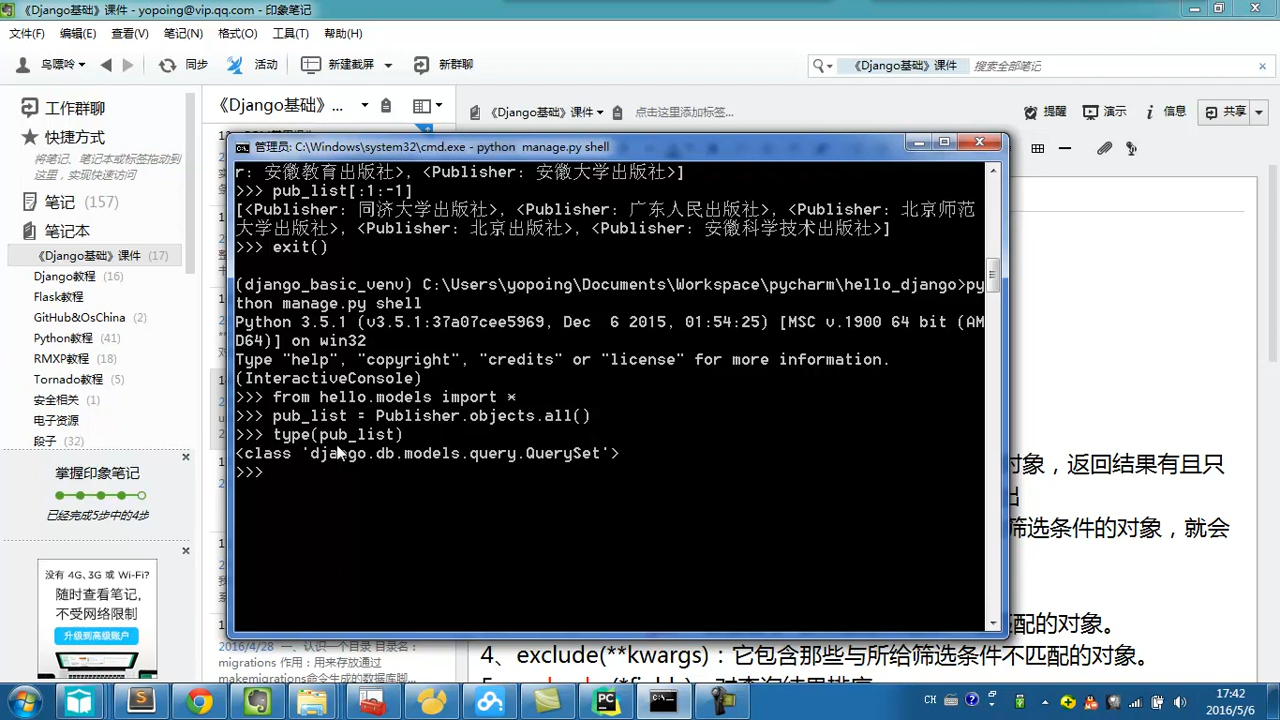 《Django基础》课件 - yopoing@vip.qq.com - 印象笔记
文件(F) 编辑(E) 查看(V) 笔记(N) 格式(O) 工具(T) 帮助(H)
鸟嘌呤 同步 活动 新建截屏 新群聊 《Django基础》课件 搜索全部笔记
工作群聊
快捷方式
将笔记、笔记本或标签拖动到
这里，实现快速访问
笔记 (157)
笔记本
《Django基础》课件 (17)
Django教程 (16)
Flask教程
GitHub&OsChina (2)
Python教程 (11)
RMXP教程 (18)
Tornado教程 (5)
安全相关 (1)
电子资源
段子 (32)
掌握印象笔记
已经完成5步中的4步
没有 4G、3G 或 Wi-Fi?
随时查看笔记，
不受网络限制
升级到高级账户
《Django基础》...
《Django基础》课件 点击这里添加标签... 提醒 演示 信息 共享
管理员: C:\Windows\system32\cmd.exe - python manage.py shell
r: 安徽教育出版社>, <Publisher: 安徽大学出版社>]
>>> pub_list[:1:-1]
[<Publisher: 同济大学出版社>, <Publisher: 广东人民出版社>, <Publisher: 北京师范
大学出版社>, <Publisher: 北京出版社>, <Publisher: 安徽科学技术出版社>]
>>> exit()
(django_basic_venv) C:\Users\yopoing\Documents\Workspace\pycharm\hello_django>py
thon manage.py shell
Python 3.5.1 (v3.5.1:37a07cee5969, Dec  6 2015, 01:54:25) [MSC v.1900 64 bit (AM
D64)] on win32
Type "help", "copyright", "credits" or "license" for more information.
(InteractiveConsole)
>>> from hello.models import *
>>> pub_list = Publisher.objects.all()
>>> type(pub_list)
<class 'django.db.models.query.QuerySet'>
>>>
对象，返回结果有且只
出
筛选条件的对象，就会
匹配的对象。
4、exclude(**kwargs)：它包含那些与所给筛选条件不匹配的对象。
2016/4/28 一、认识一个目录 目录名：
migrations 作用：用来存放通过
makemigrations命令生成的数据库脚
CH
17:42
2016/5/6